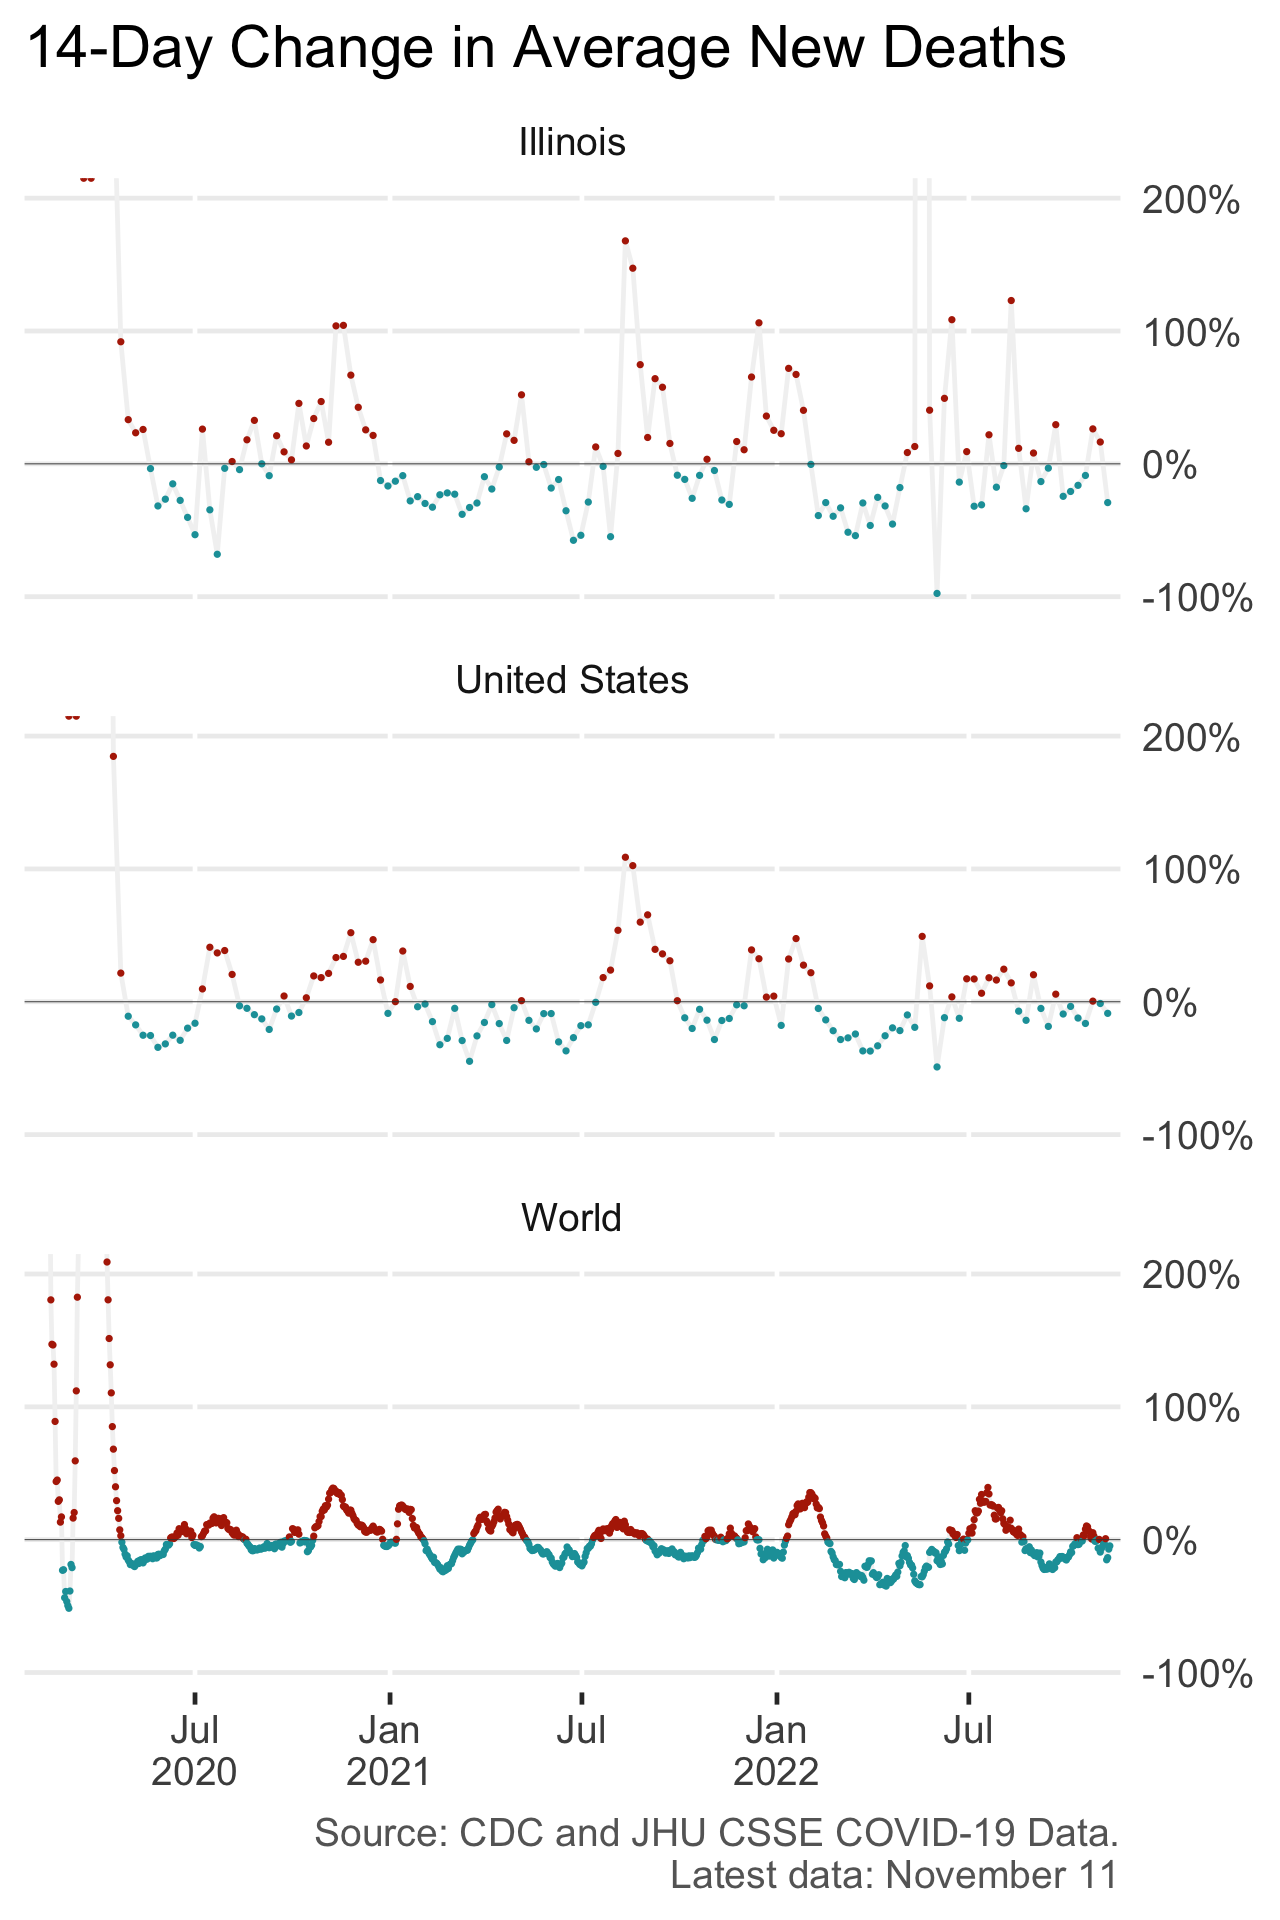 14-Day Change in Average New Deaths
Illinois
200%
100%
0%
-100%
United States
200%
100%
0%
-100%
World
200%
100%
0%
-100%
Jul Jan Jul Jan Jul
2020 2021 2022
Source: CDC and JHU CSSE COVID-19 Data.
Latest data: November 11